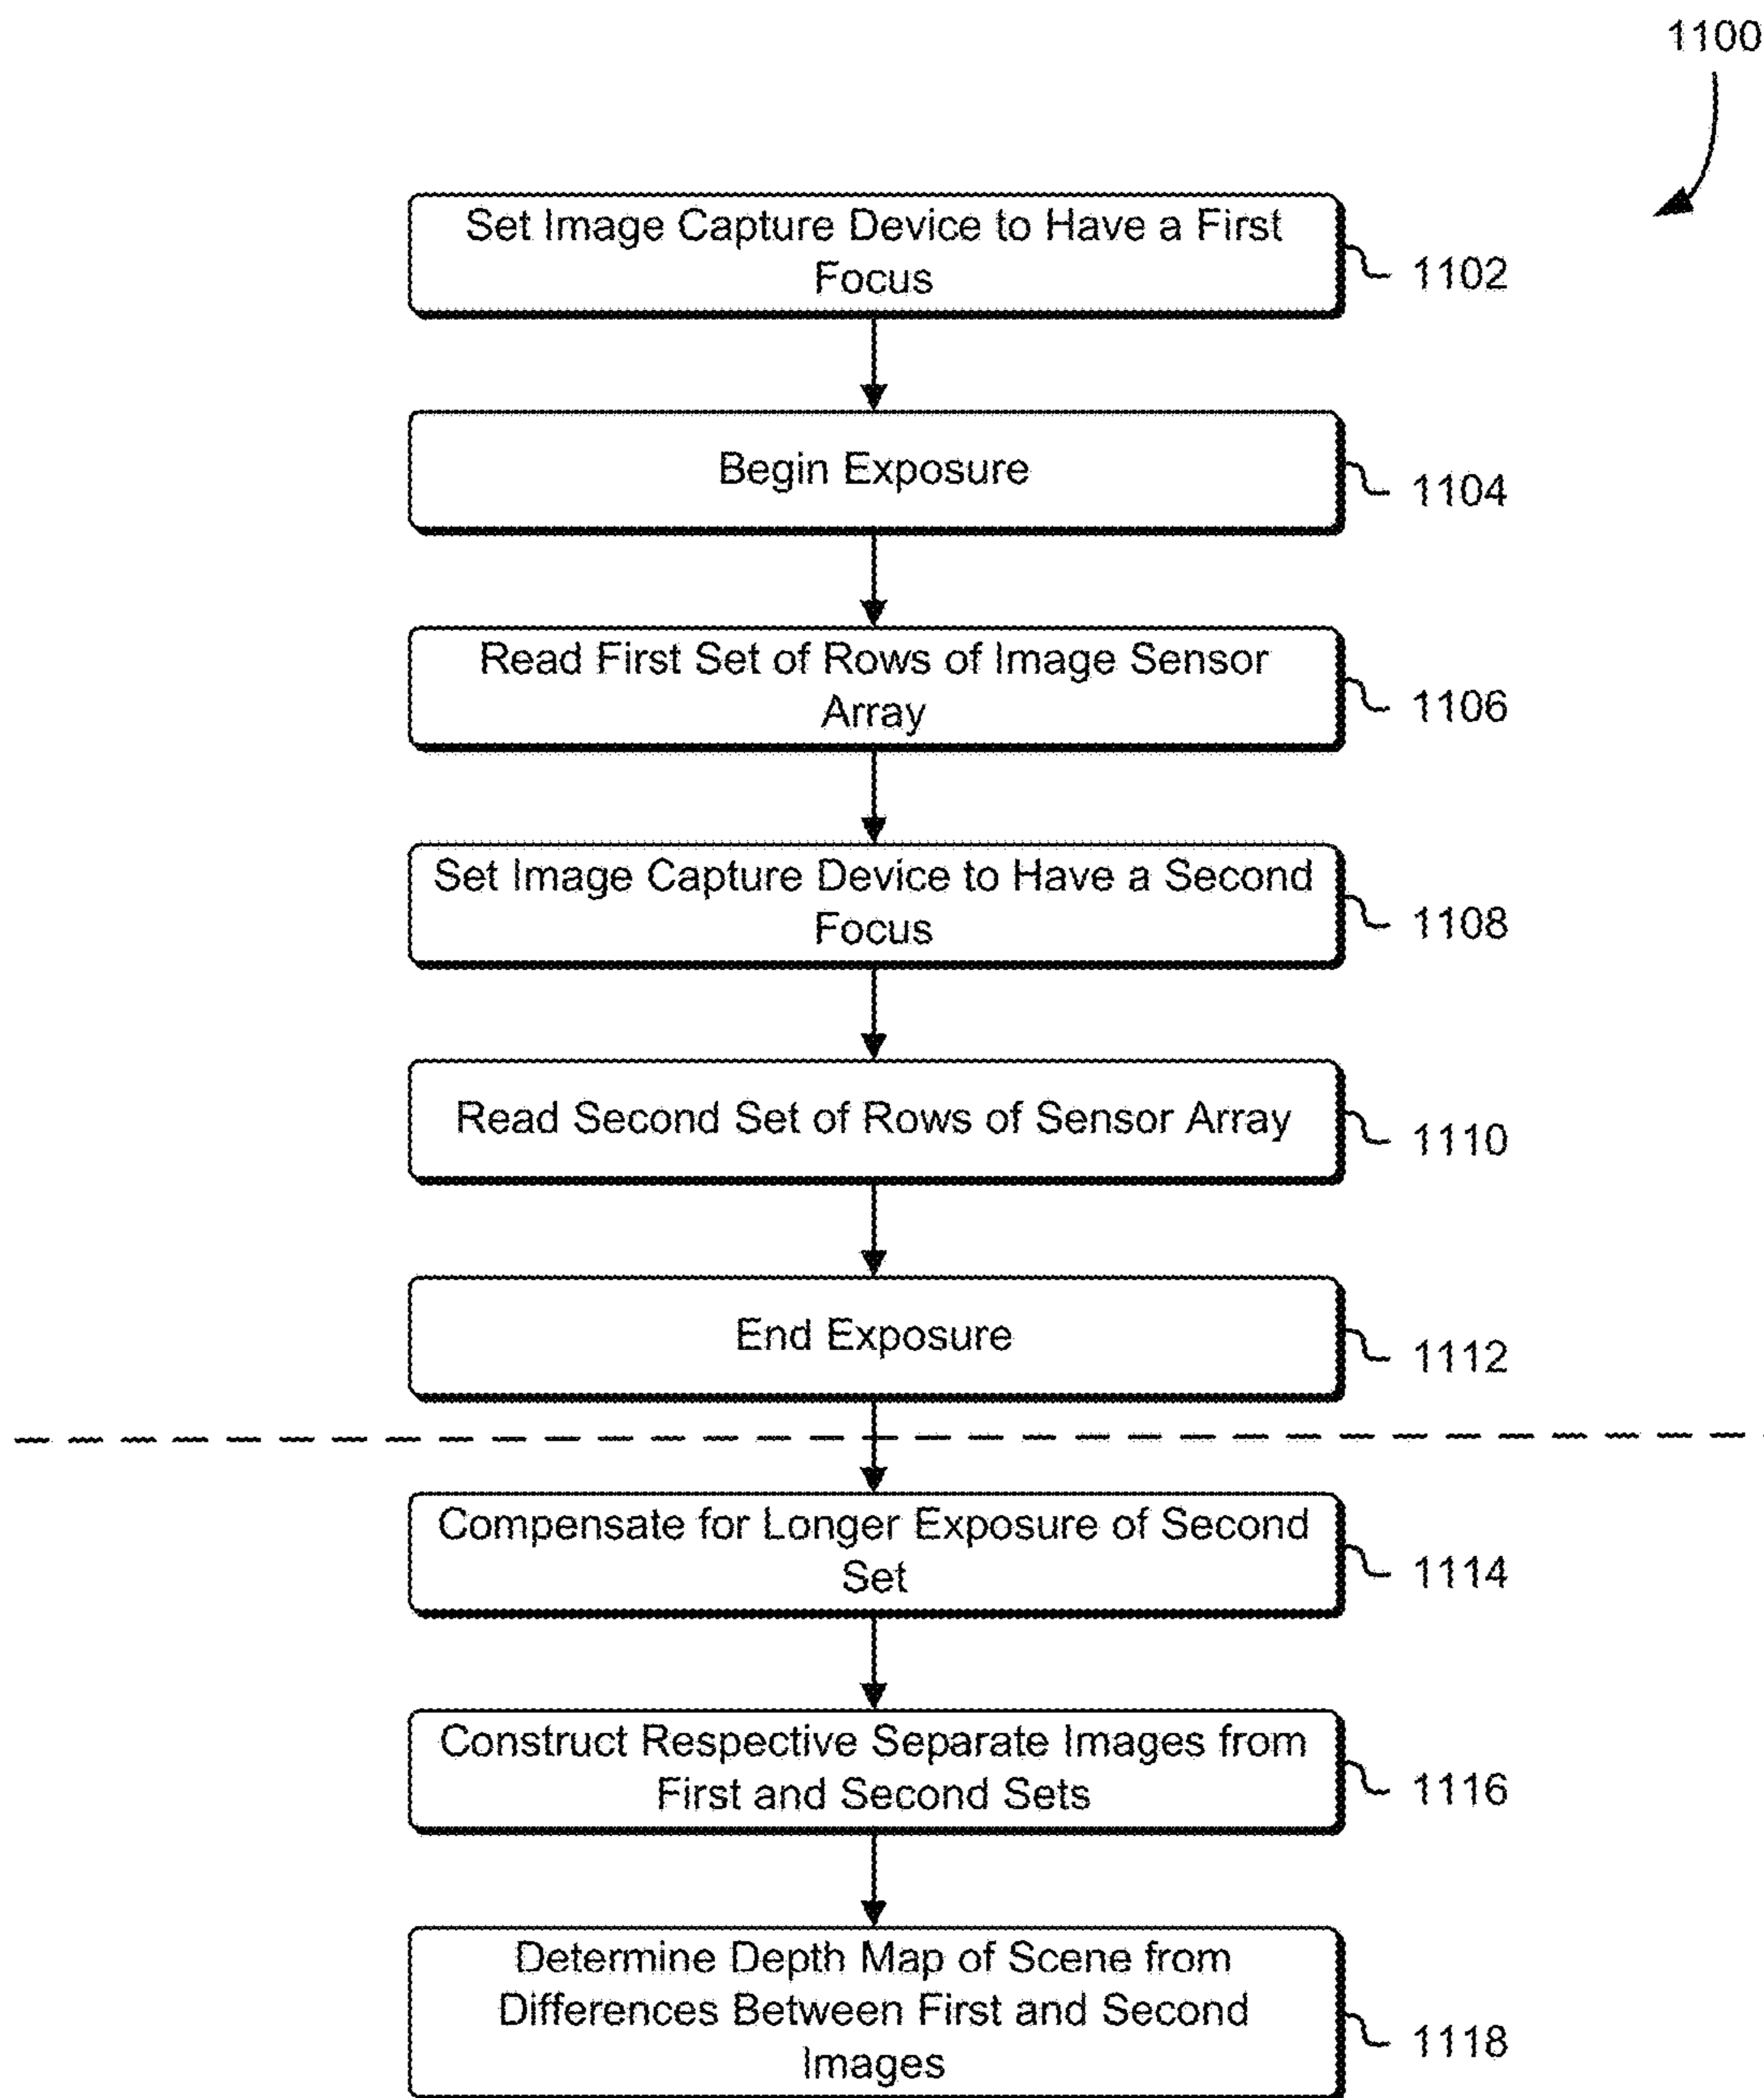 1100
Set Image Capture Device to Have a First
Focus
1102
Begin Exposure
1104
Read First Set of Rows of Image Sensor
Array
1106
Set Image Capture Device to Have a Second
Focus
1108
Read Second Set of Rows of Sensor Array
1110
End Exposure
1112
Compensate for Longer Exposure of Second
Set
1114
Construct Respective Separate Images from
First and Second Sets
1116
Determine Depth Map of Scene from
Differences Between First and Second
Images
1118